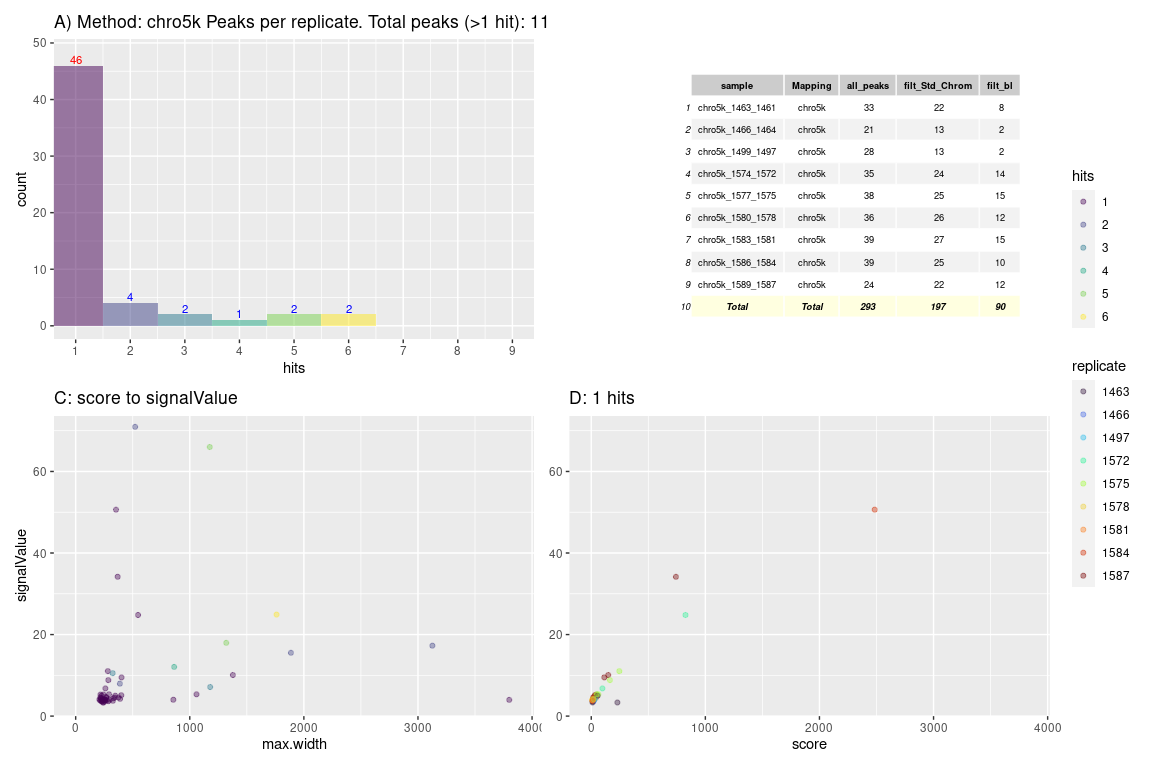 A) Method: chro5k Peaks per replicate. Total peaks (>1 hit): 11
50
40
30
20
10
0
count
46
4
2
1
2
2
1 2 3 4 5 6 7 8 9
hits
sample Mapping all_peaks filt_Std_Chrom filt_bl
1 chro5k_1463_1461 chro5k 33 22 8
2 chro5k_1466_1464 chro5k 21 13 2
3 chro5k_1499_1497 chro5k 28 13 2
4 chro5k_1574_1572 chro5k 35 24 14
5 chro5k_1577_1575 chro5k 38 25 15
6 chro5k_1580_1578 chro5k 36 26 12
7 chro5k_1583_1581 chro5k 39 27 15
8 chro5k_1586_1584 chro5k 39 25 10
9 chro5k_1589_1587 chro5k 24 22 12
10 Total Total 293 197 90
hits
1
2
3
4
5
6
replicate
1463
1466
1497
1572
1575
1578
1581
1584
1587
C: score to signalValue
60
40
20
0
signalValue
0 1000 2000 3000 4000
max.width
D: 1 hits
60
40
20
0
0 1000 2000 3000 4000
score